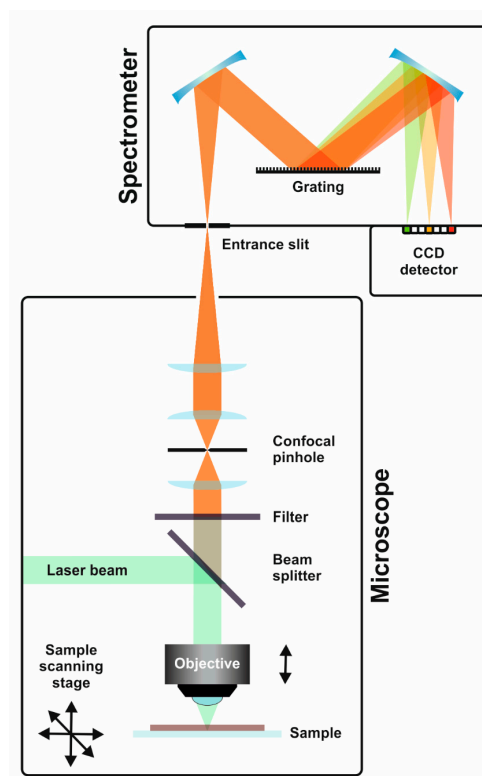 Spectrometer
Grating
Entrance slit
CCD
detector
Confocal
pinhole
Filter
Microscope
Laser beam
Beam
splitter
Sample
scanning
stage
Objective
Sample